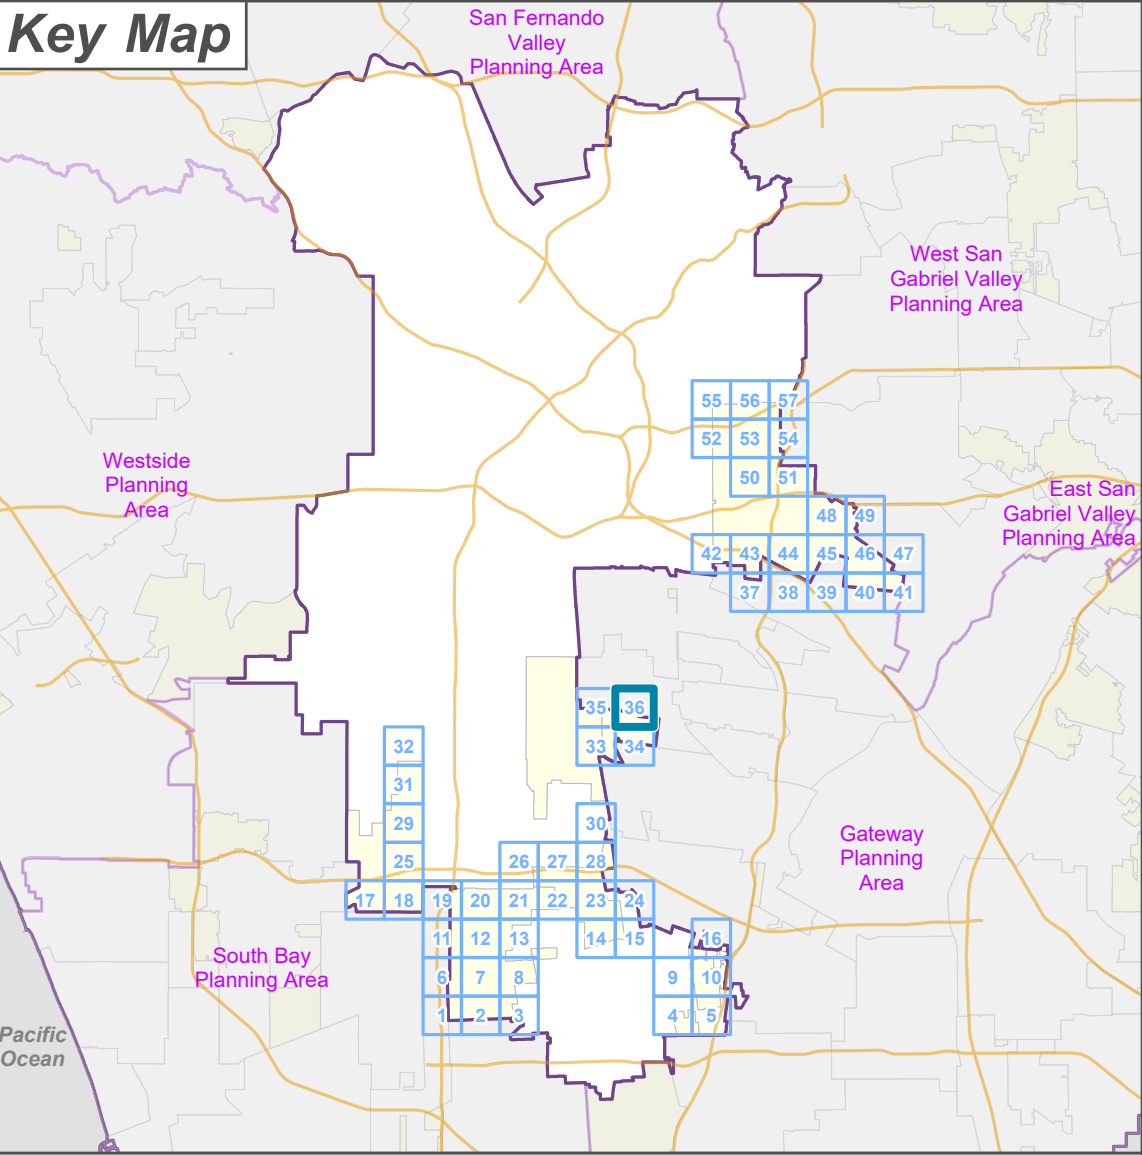 Key Map
San Fernando
Valley
Planning Area
West San
Gabriel Valley
Planning Area
55 56 57
52 53 54
Westside
Planning
Area
50 51
East San
Gabriel Valley
Planning Area
48 49
42 43 44 45 46 47
37 38 39 40 41
35 36
33 34
32
31
29
30
Gateway
Planning
Area
25
26 27 28
17 18 19 20 21 22 23 24
11 12 13 14 15 16
South Bay
Planning Area
6 7 8 9 10
1 2 3 4 5
Pacific
Ocean